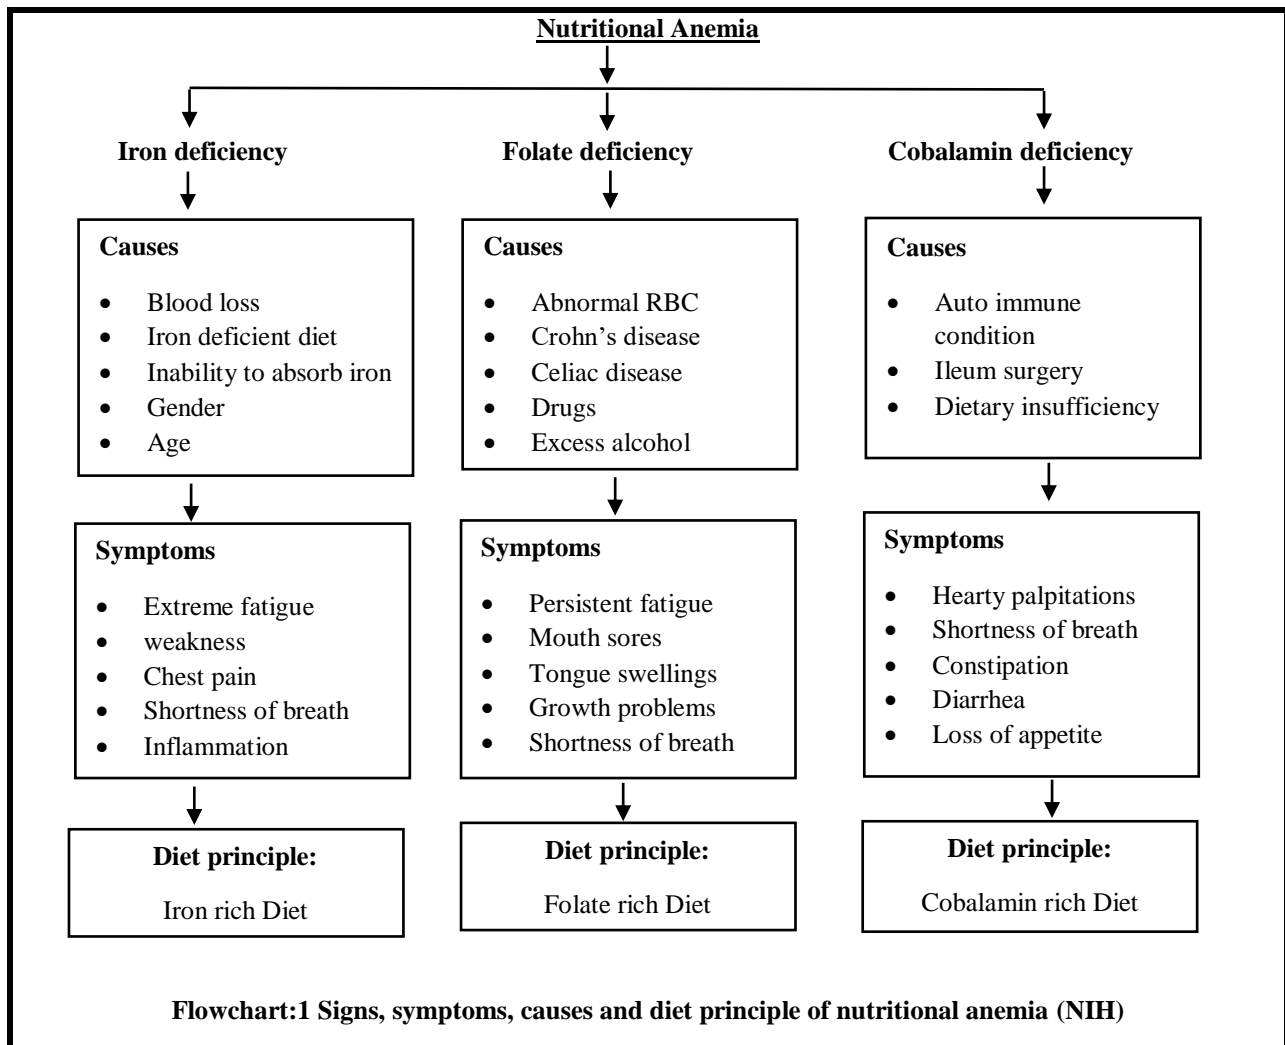 Nutritional Anemia
Iron deficiency
Folate deficiency
Cobalamin deficiency
Causes
• Blood loss
• Iron deficient diet
• Inability to absorb iron
• Gender
• Age
Causes
• Abnormal RBC
• Crohn’s disease
• Celiac disease
• Drugs
• Excess alcohol
Causes
• Auto immune
condition
• Ileum surgery
• Dietary insufficiency
Symptoms
• Extreme fatigue
• weakness
• Chest pain
• Shortness of breath
• Inflammation
Symptoms
• Persistent fatigue
• Mouth sores
• Tongue swellings
• Growth problems
• Shortness of breath
Symptoms
• Hearty palpitations
• Shortness of breath
• Constipation
• Diarrhea
• Loss of appetite
Diet principle:
Iron rich Diet
Diet principle:
Folate rich Diet
Diet principle:
Cobalamin rich Diet
Flowchart:1 Signs, symptoms, causes and diet principle of nutritional anemia (NIH)